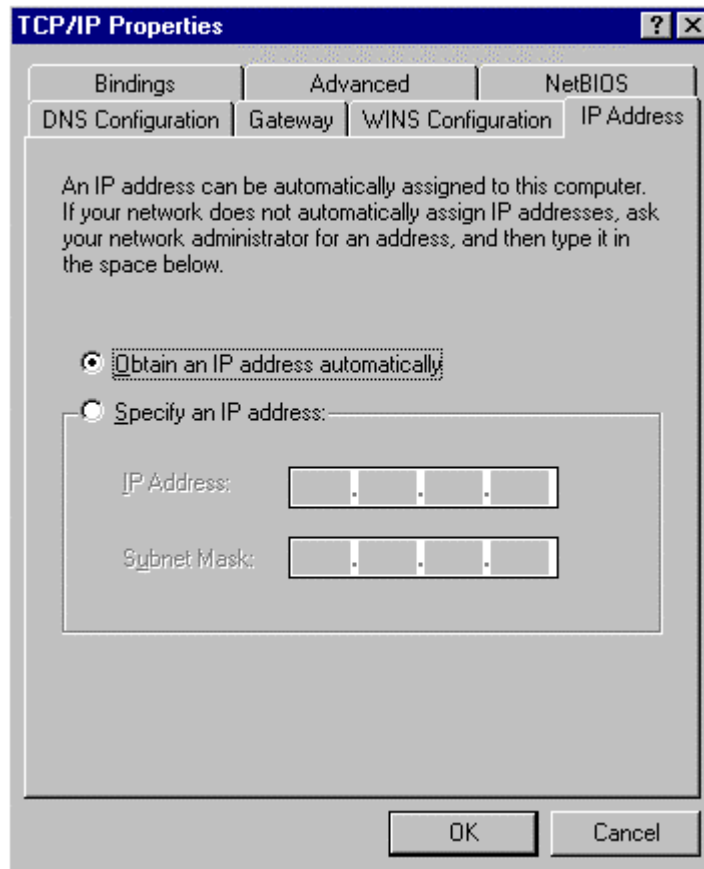 TCP/IP Properties
Bindings Advanced NetBIOS
DNS Configuration Gateway WINS Configuration IP Address
An IP address can be automatically assigned to this computer.
If your network does not automatically assign IP addresses, ask
your network administrator for an address, and then type it in
the space below.
Obtain an IP address automatically
Specify an IP address:
IP Address:
Subnet Mask:
OK Cancel